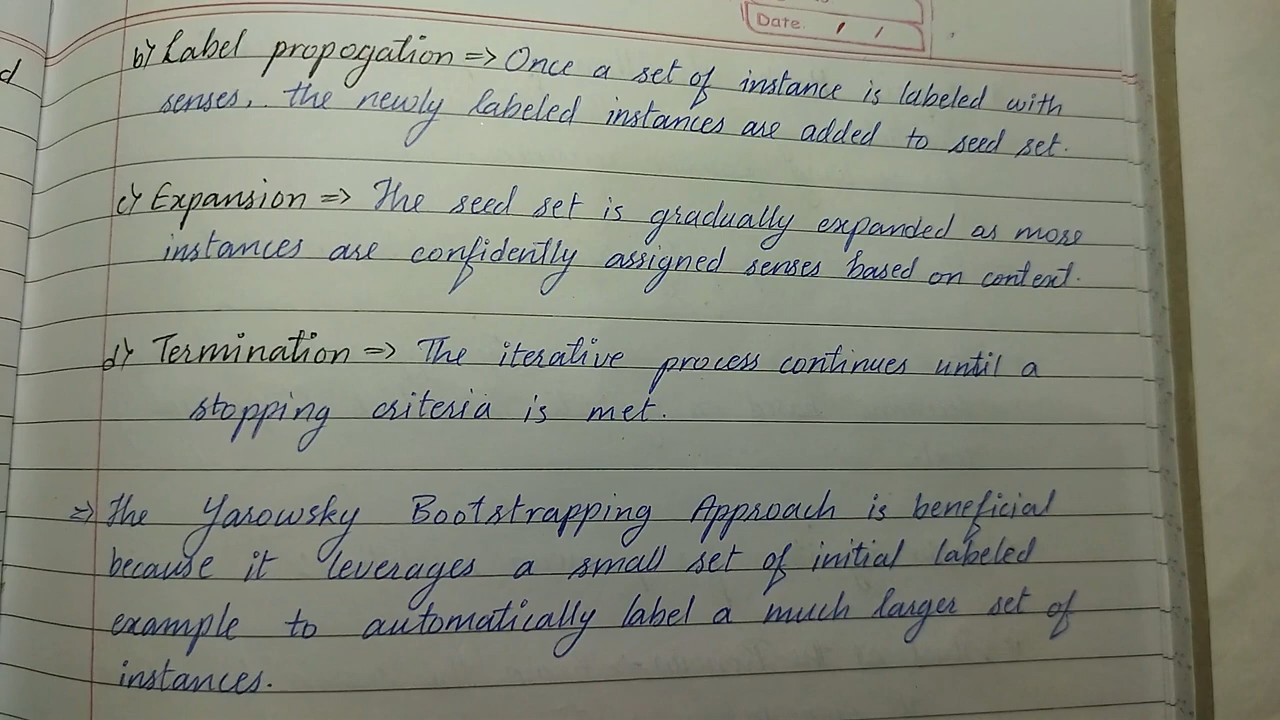 Date / /
d
b) Label propogation => Once a set of instance is labeled with
senses, the newly labeled instances are added to seed set.
c) Expansion => The seed set is gradually expanded as more
instances are confidently assigned senses based on context.
d) Termination => The iterative process continues until a
stopping criteria is met.
=> The Yarowsky Bootstrapping Approach is beneficial
because it leverages a small set of initial labeled
example to automatically label a much larger set of
instances.